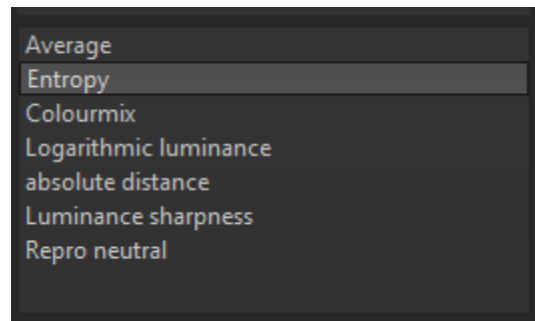 Average
Entropy
Colourmix
Logarithmic luminance
absolute distance
Luminance sharpness
Repro neutral